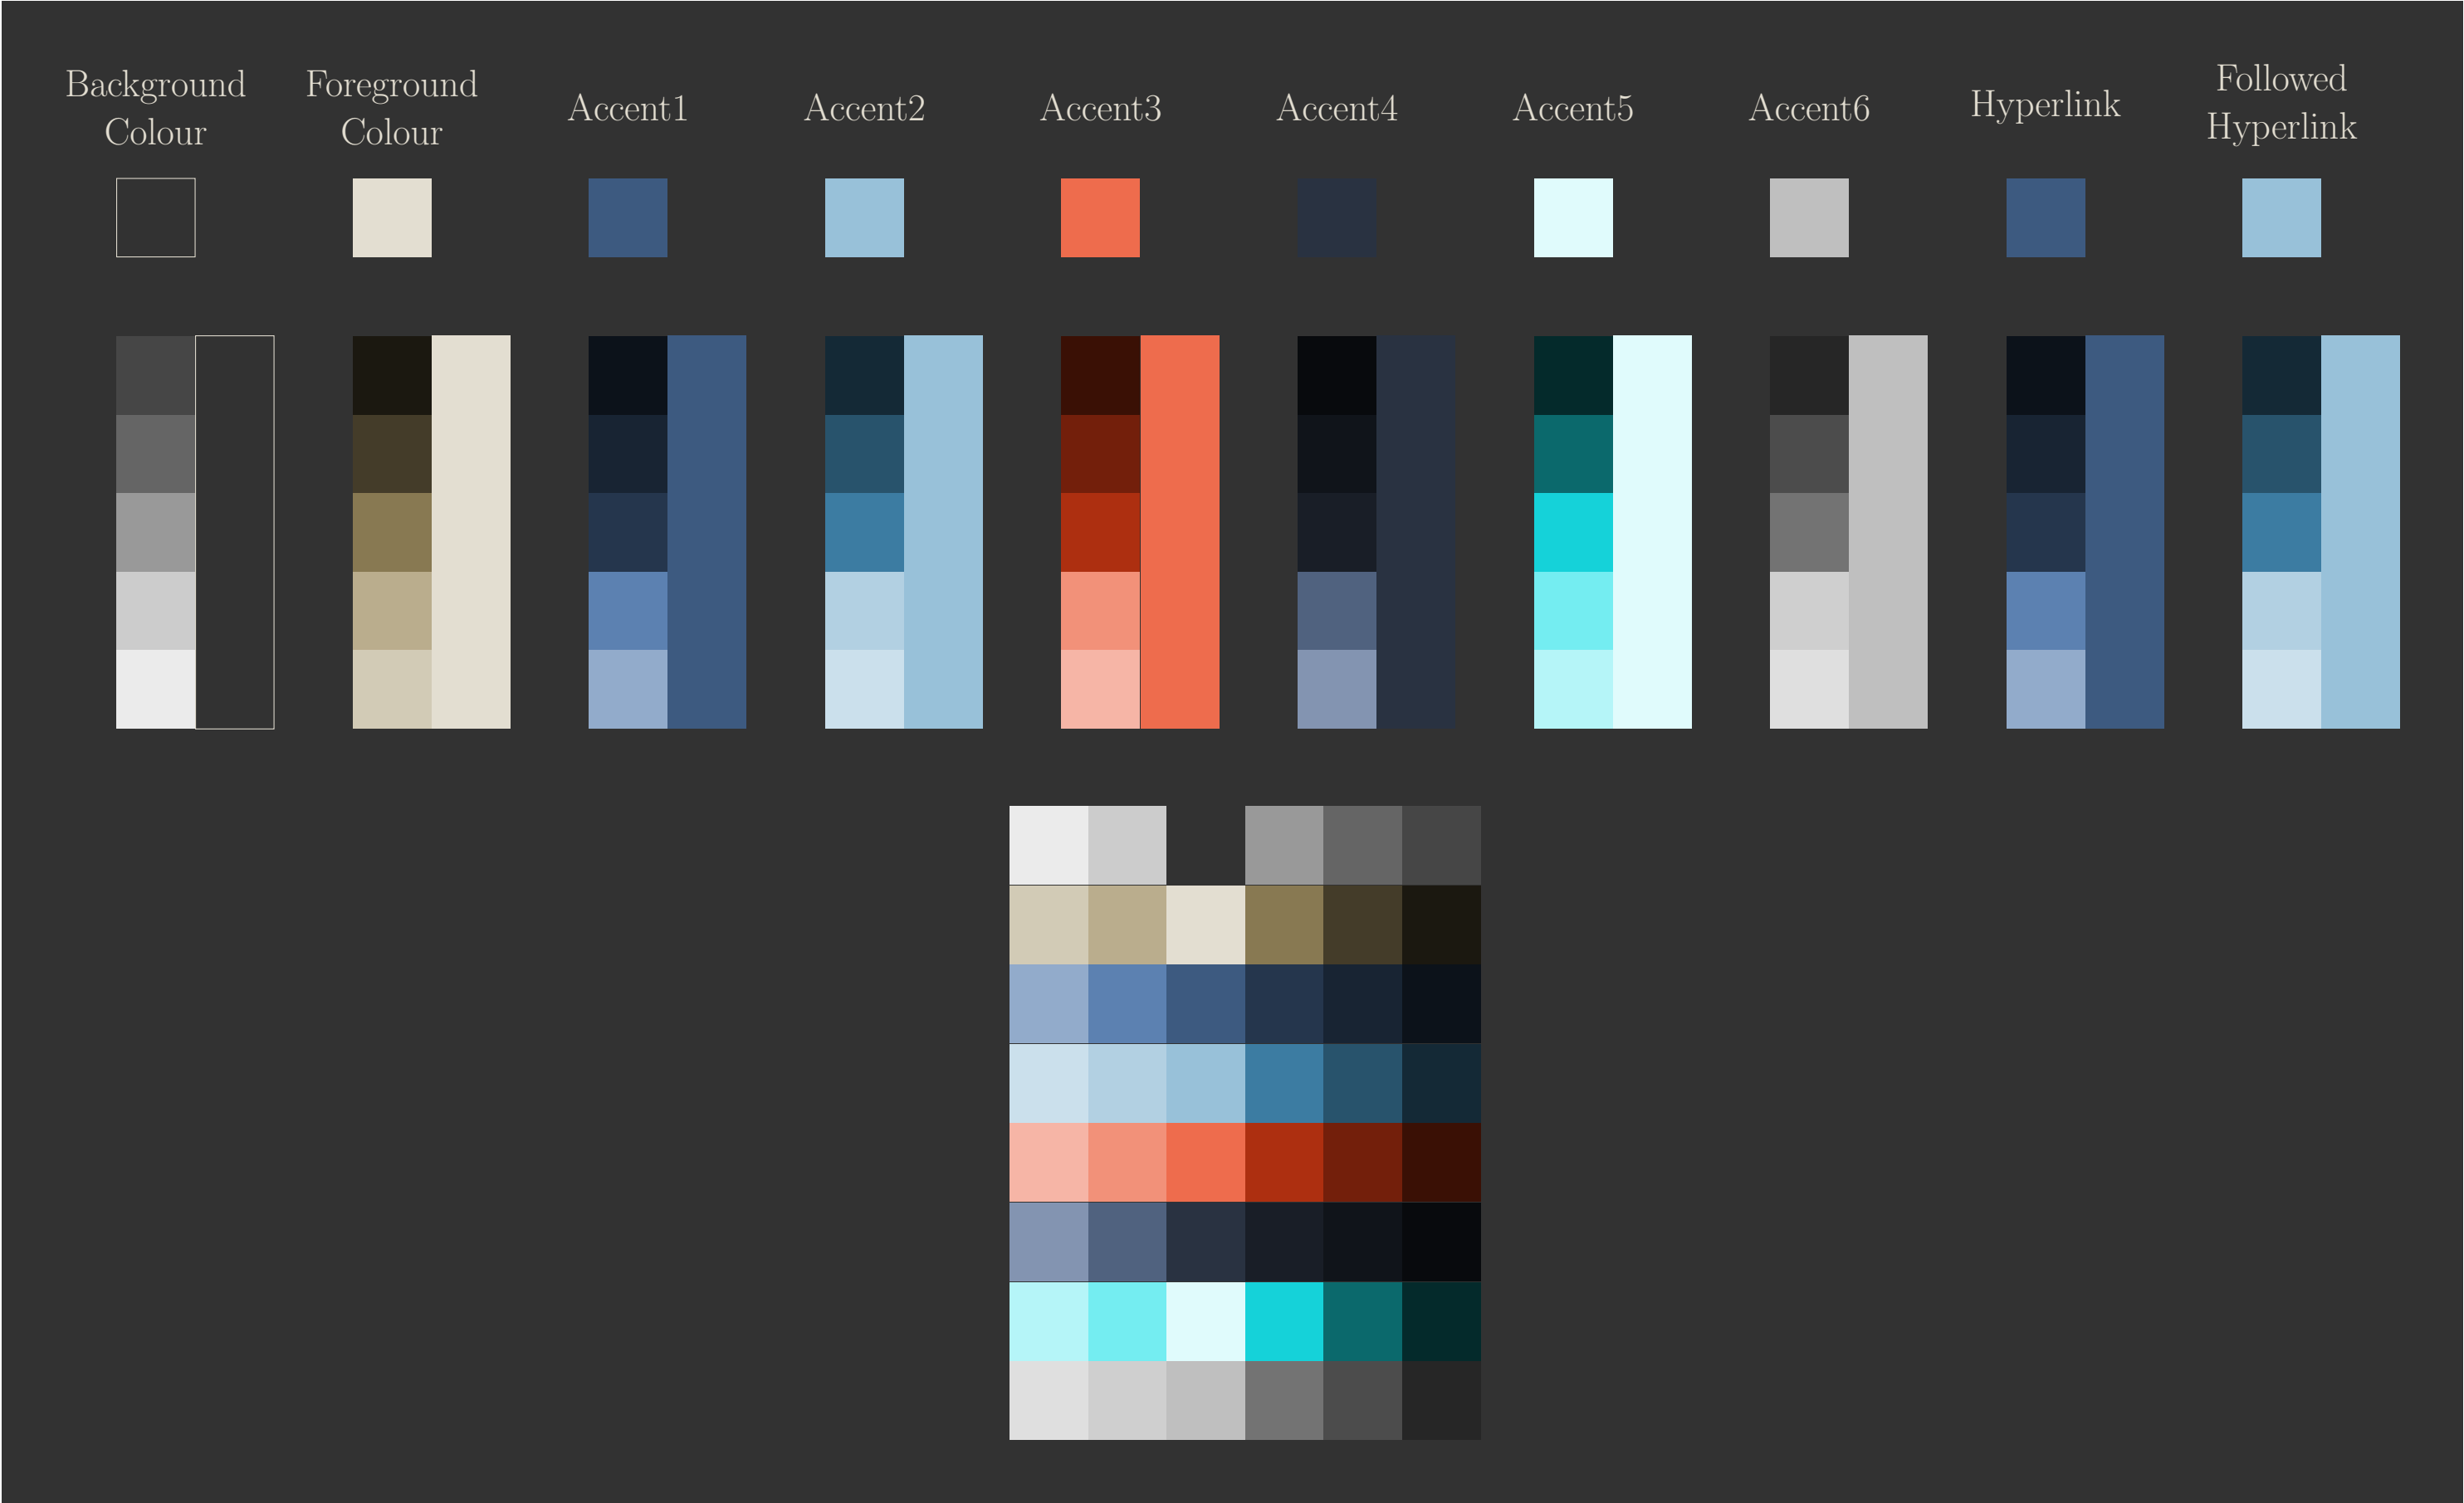 Background
Colour
Foreground
Colour
Accent1
Accent2
Accent3
Accent4
Accent5
Accent6
Hyperlink
Followed
Hyperlink